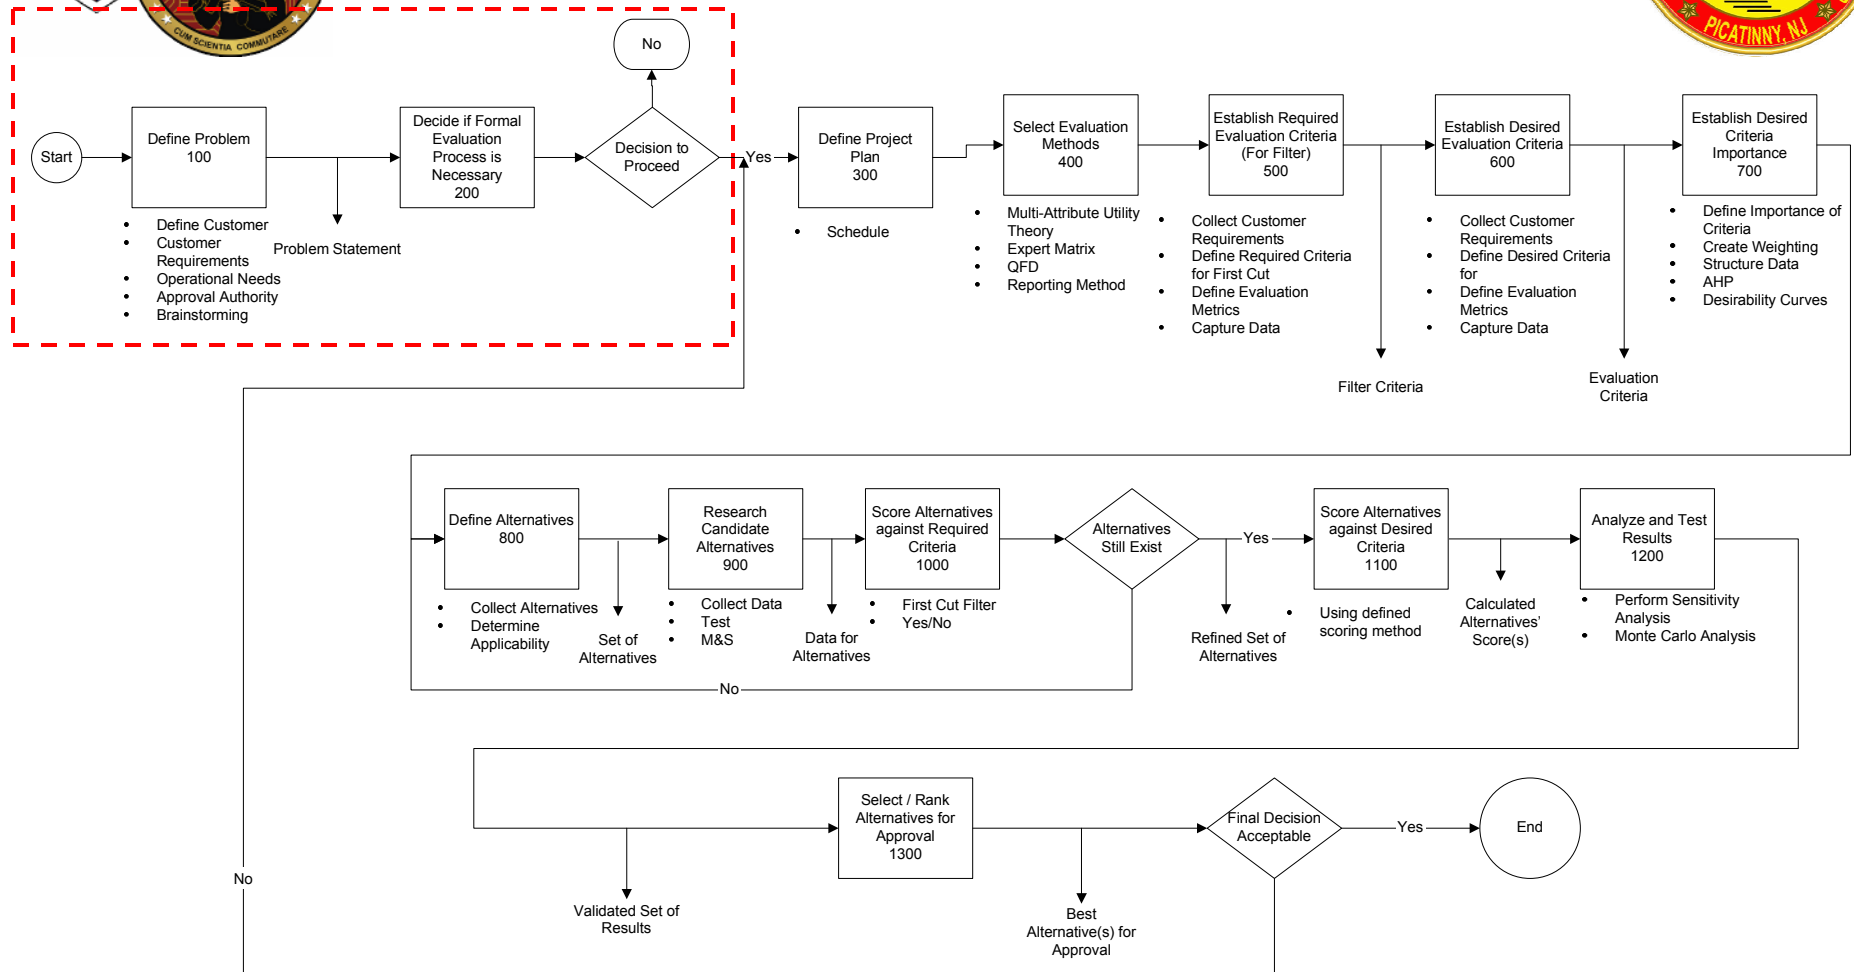 CUM SCIENTIA COMMUTARE
PICATINNY, NJ
No
Start
Define Problem
100
Decide if Formal
Evaluation
Process is
Necessary
200
Decision to
Proceed
Yes
Define Project
Plan
300
Select Evaluation
Methods
400
Establish Required
Evaluation Criteria
(For Filter)
500
Establish Desired
Evaluation Criteria
600
Establish Desired
Criteria
Importance
700
• Define Customer
• Customer
Requirements
• Operational Needs
• Approval Authority
• Brainstorming
Problem Statement
• Schedule
• Multi-Attribute Utility
Theory
• Expert Matrix
• QFD
• Reporting Method
• Collect Customer
Requirements
• Define Required Criteria
for First Cut
• Define Evaluation
Metrics
• Capture Data
Filter Criteria
• Collect Customer
Requirements
• Define Desired Criteria
for
• Define Evaluation
Metrics
• Capture Data
Evaluation
Criteria
• Define Importance of
Criteria
• Create Weighting
• Structure Data
• AHP
• Desirability Curves
Define Alternatives
800
Research
Candidate
Alternatives
900
Score Alternatives
against Required
Criteria
1000
Alternatives
Still Exist
Yes
Score Alternatives
against Desired
Criteria
1100
Analyze and Test
Results
1200
• Collect Alternatives
• Determine
Applicability
Set of
Alternatives
• Collect Data
• Test
• M&S
Data for
Alternatives
• First Cut Filter
• Yes/No
Refined Set of
Alternatives
• Using defined
scoring method
Calculated
Alternatives'
Score(s)
• Perform Sensitivity
Analysis
• Monte Carlo Analysis
No
Select / Rank
Alternatives for
Approval
1300
Final Decision
Acceptable
Yes
End
No
Validated Set of
Results
Best
Alternative(s) for
Approval